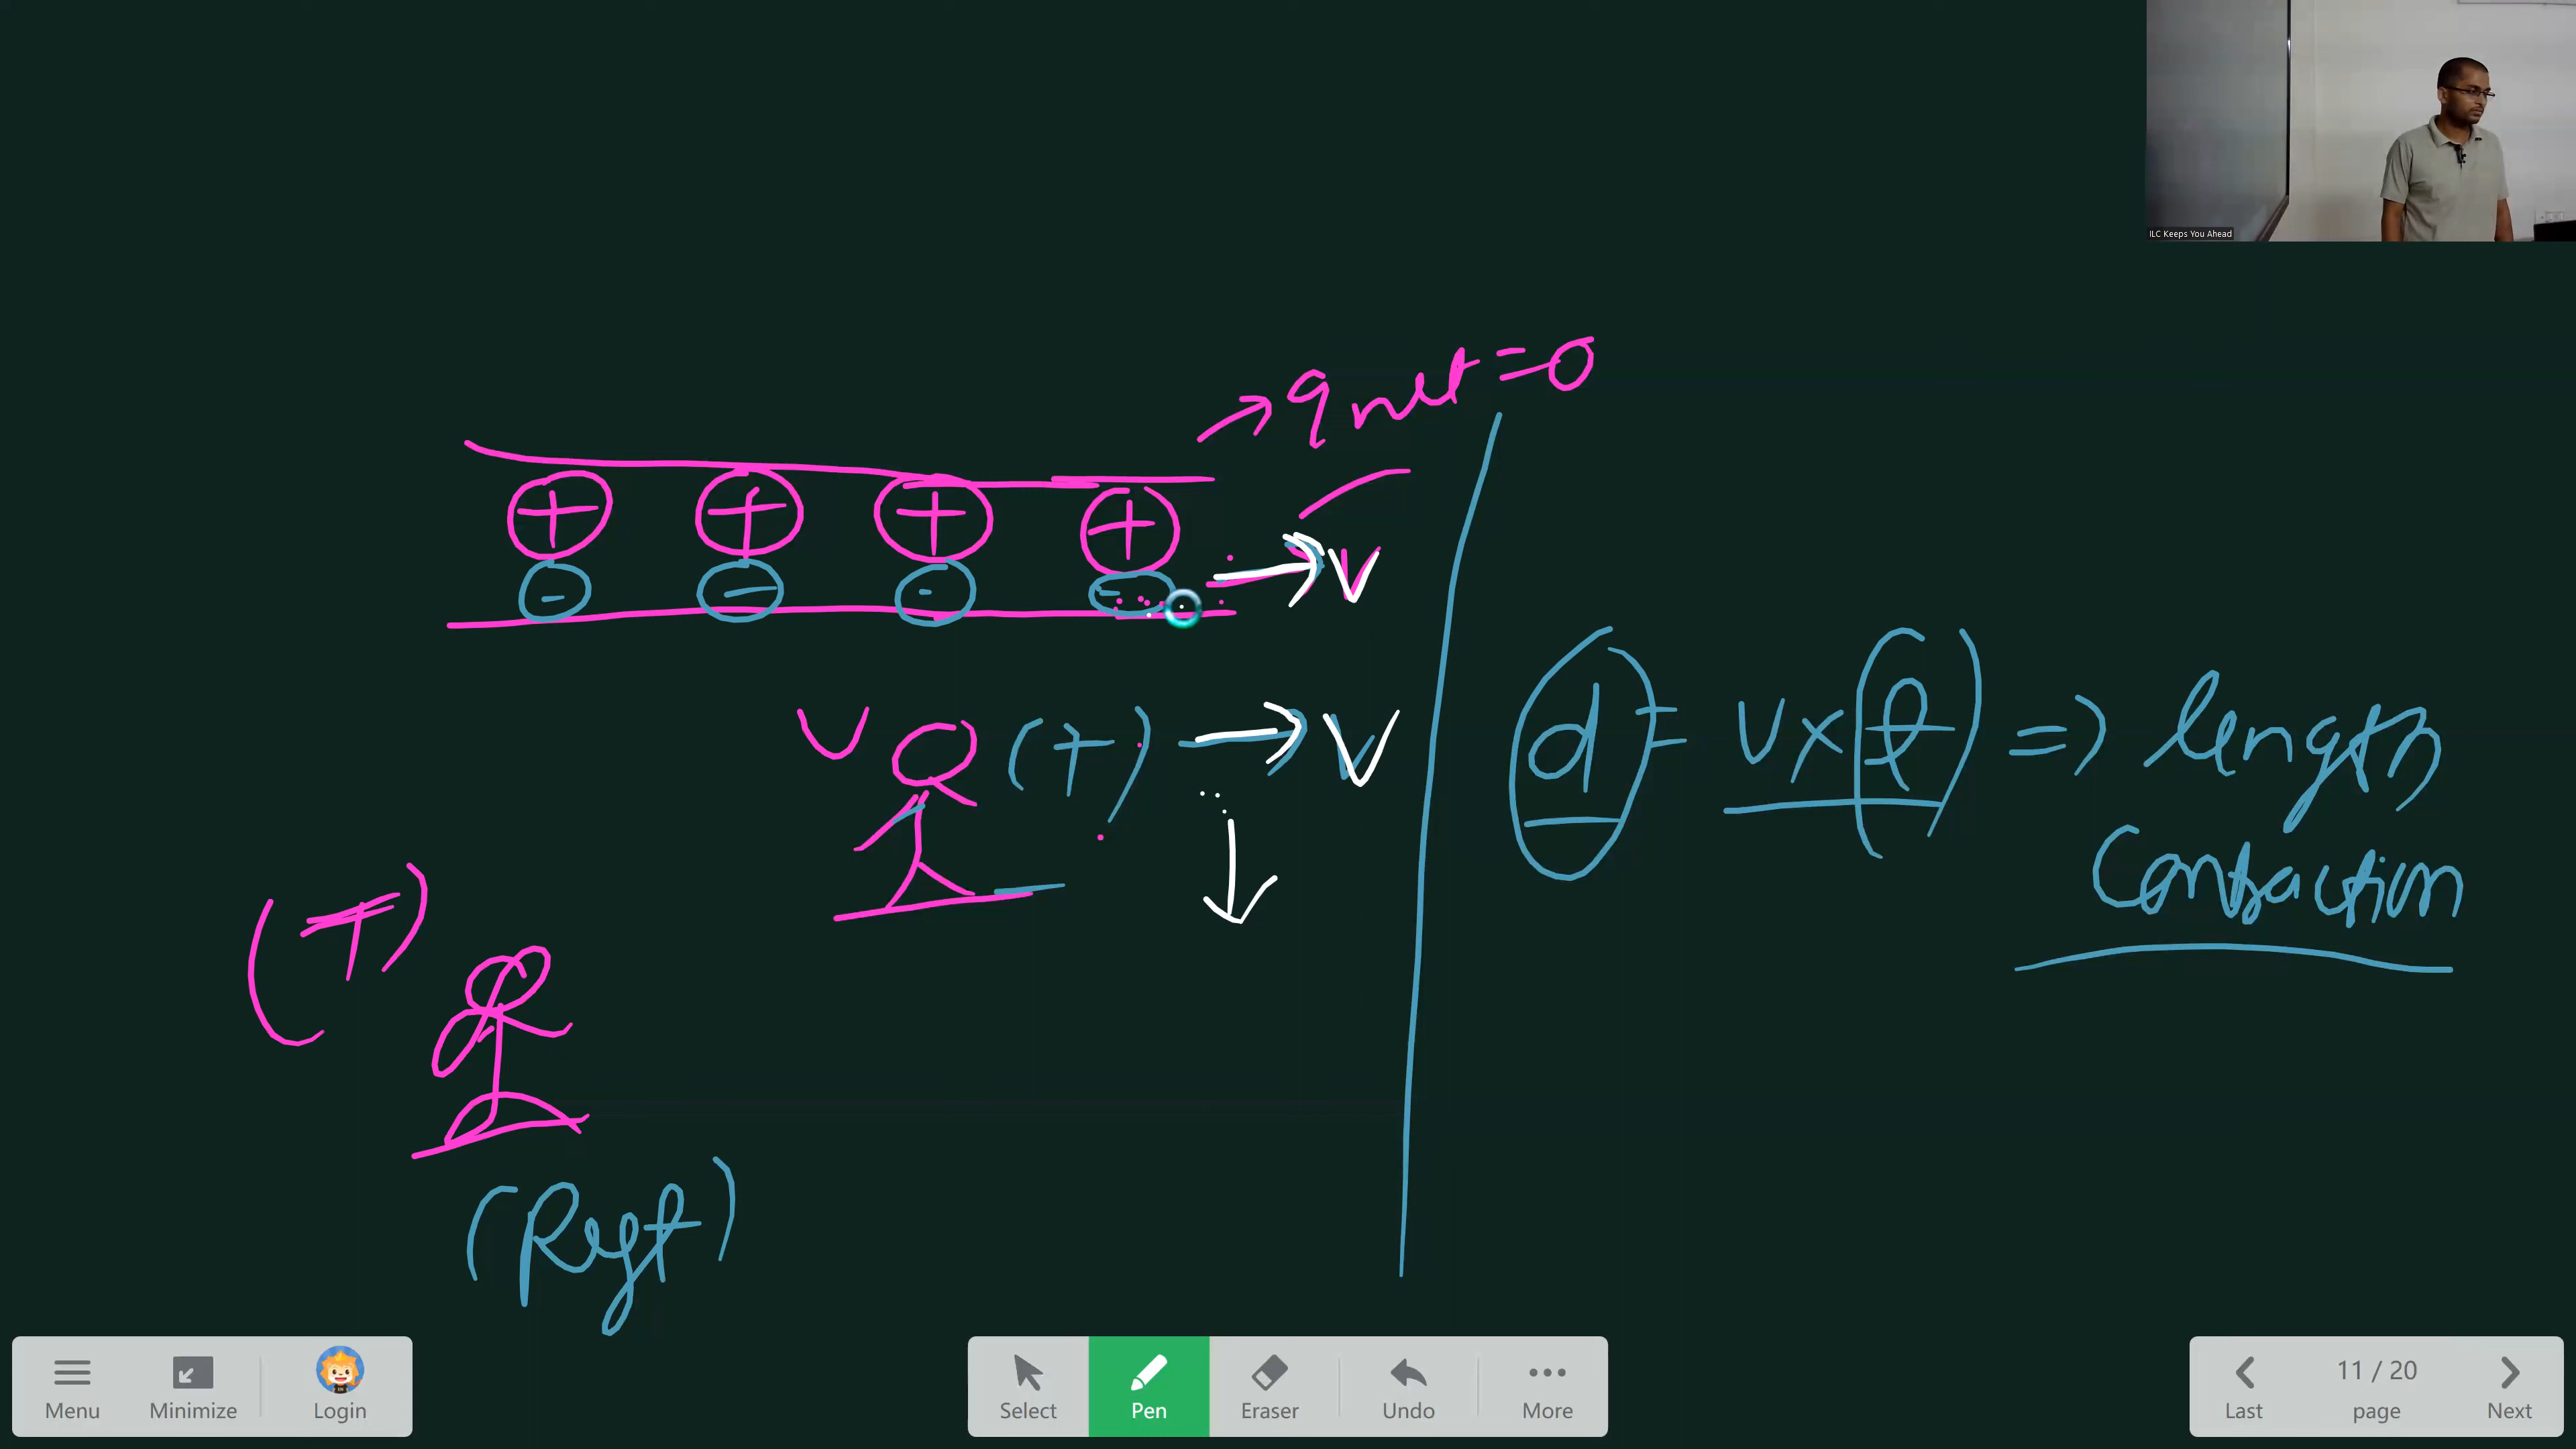 ILC Keeps You Ahead
→ q net = 0
+ + + +
- - - -
→ V
V (T) → V
d = v × (t) ⇒ length
Contraction
(T)
Menu Minimize Login
Select Pen Eraser Undo More
Last 11 / 20 page Next